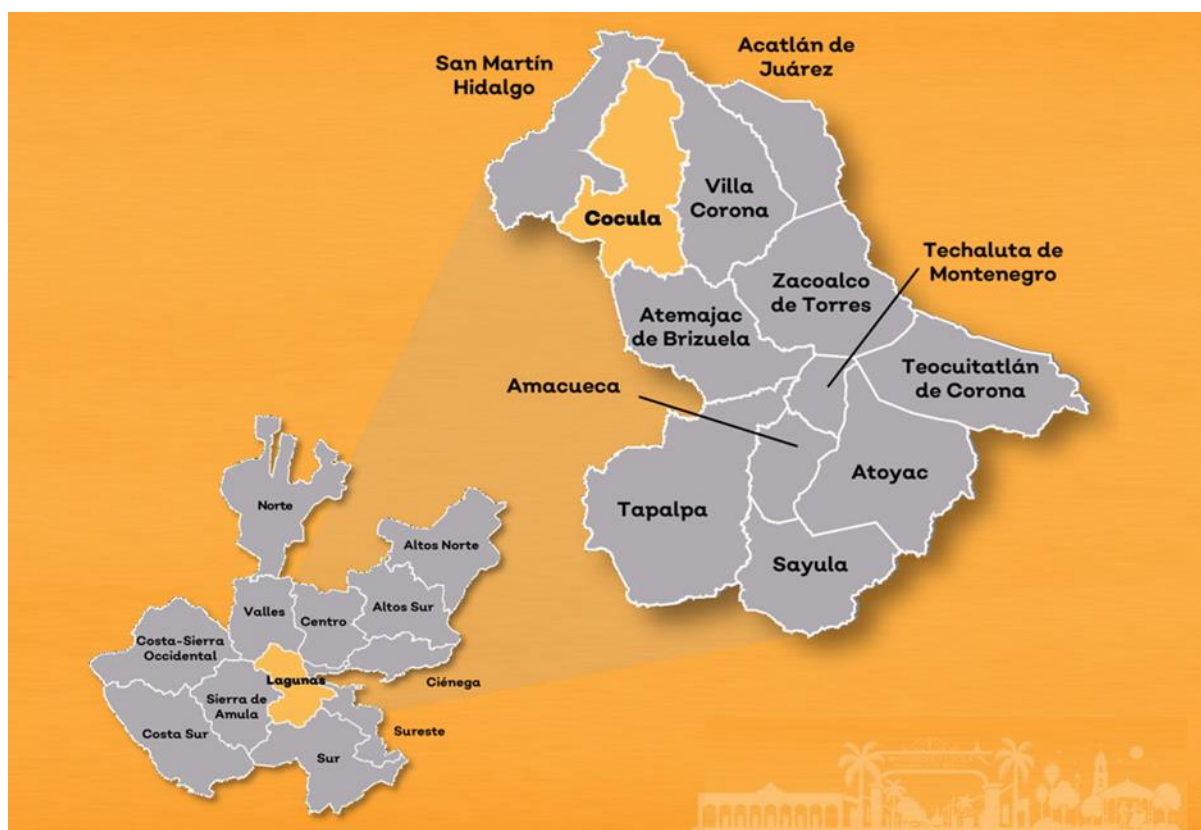 San Martín
Hidalgo
Acatlán de
Juárez
Villa
Corona
Cocula
Techaluta de
Montenegro
Zacoalco
de Torres
Atemajac
de Brizuela
Teocuitatlán
de Corona
Amacueca
Atoyac
Tapalpa
Sayula
Norte
Altos Norte
Valles
Centro
Altos Sur
Costa-Sierra
Occidental
Lagunas
Ciénega
Sierra de
Amula
Costa Sur
Sureste
Sur